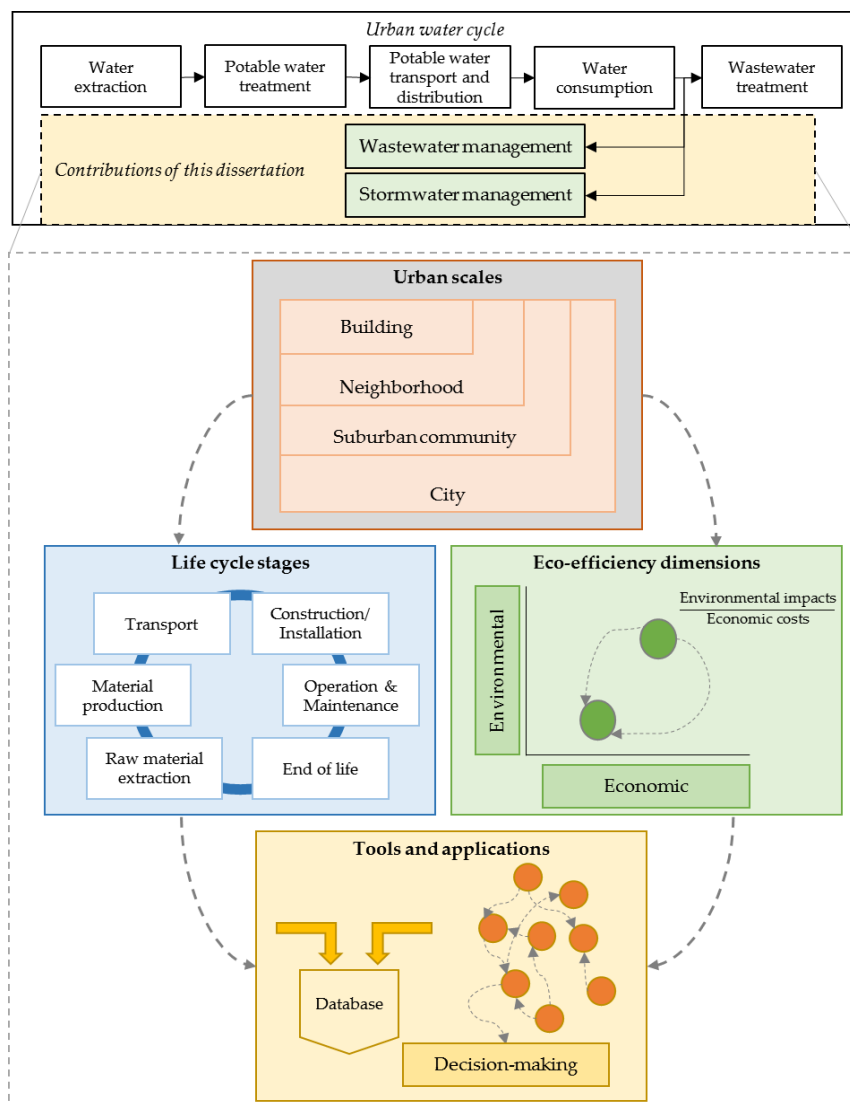 Urban water cycle
Water
extraction
Potable water
treatment
Potable water
transport and
distribution
Water
consumption
Wastewater
treatment
Contributions of this dissertation
Wastewater management
Stormwater management
Urban scales
Building
Neighborhood
Suburban community
City
Life cycle stages
Transport
Construction/
Installation
Material
production
Operation &
Maintenance
Raw material
extraction
End of life
Eco-efficiency dimensions
Environmental
Environmental impacts
Economic costs
Economic
Tools and applications
Database
Decision-making